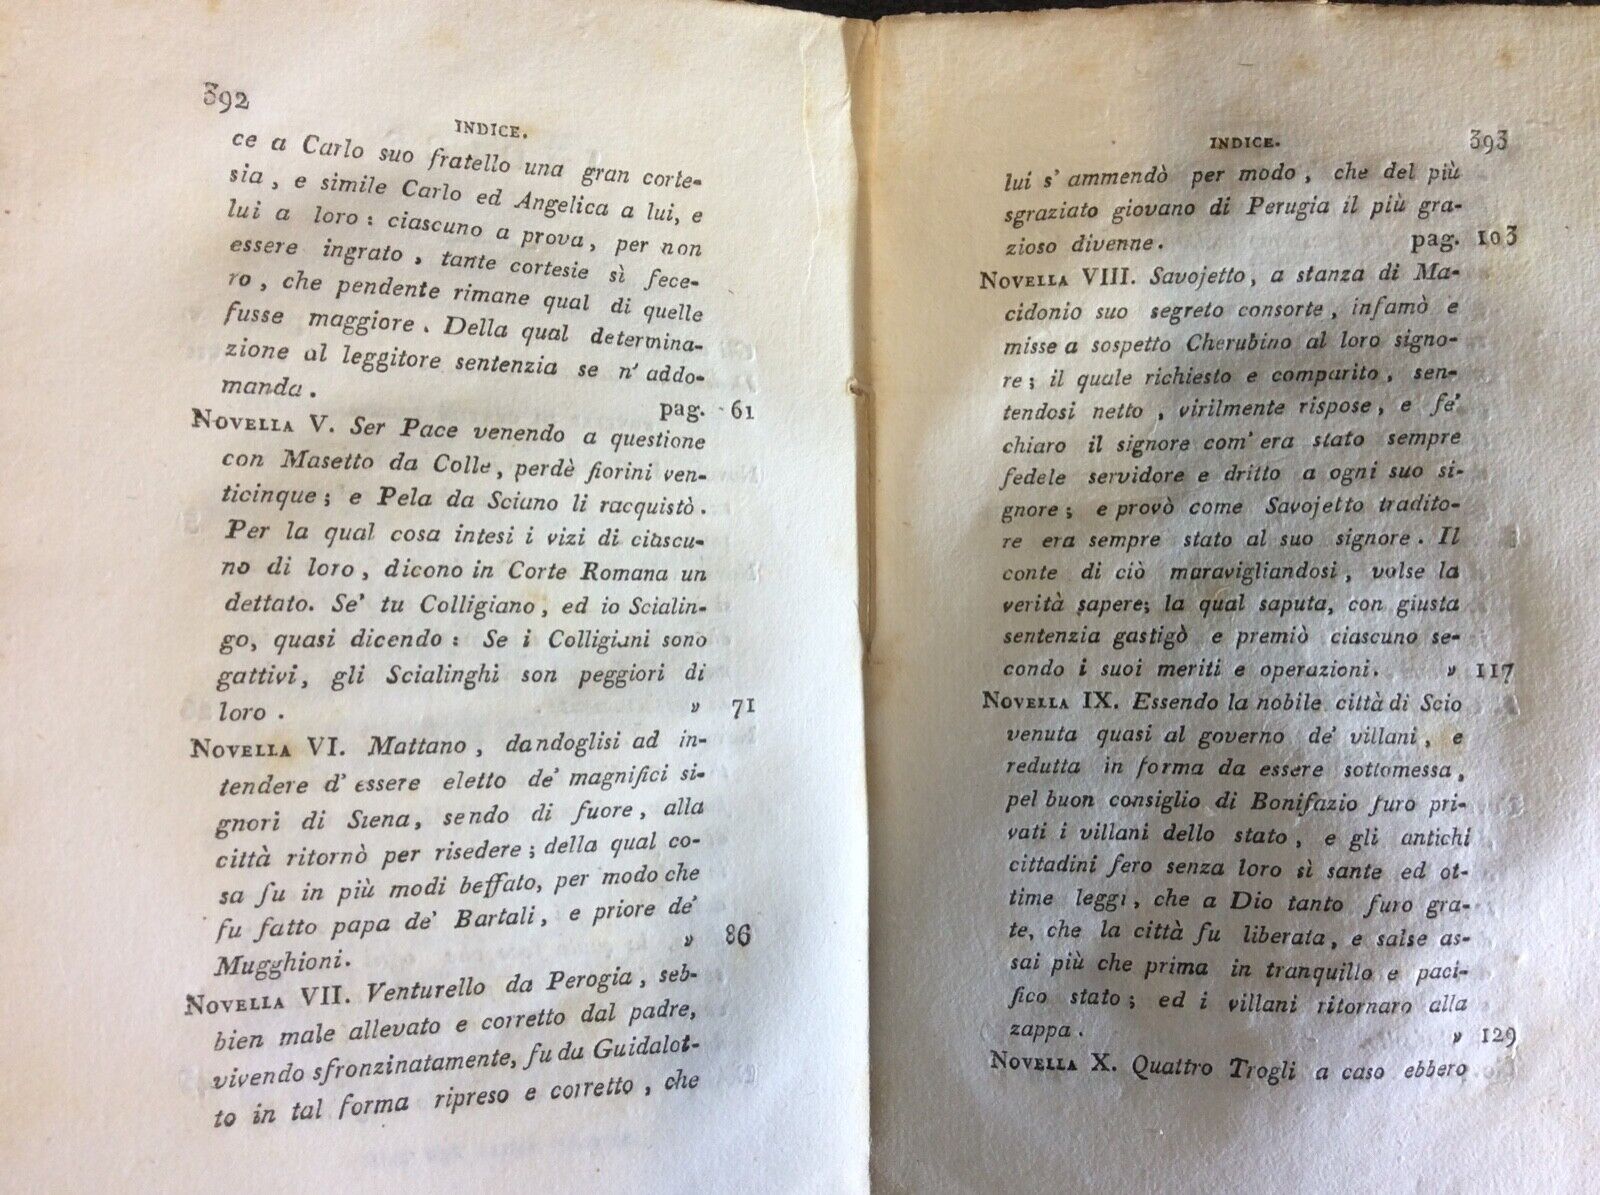 392
INDICE.
ce a Carlo suo fratello una gran corte-
sia, e simile Carlo ed Angelica a lui, e
lui a loro: ciascuno a prova, per non
essere ingrato, tante cortesie sì fece-
ro, che pendente rimane qual di quelle
fusse maggiore. Della qual determina-
zione al leggitore sentenzia se n' addo-
manda. pag. 61
NOVELLA V. Ser Pace venendo a questione
con Masetto da Colle, perdè fiorini ven-
ticinque; e Pela da Sciano li racquistò.
Per la qual cosa intesi i vizi di ciascu-
no di loro, dicono in Corte Romana un
dettato. Se' tu Colligiano, ed io Scialin-
go, quasi dicendo: Se i Colligiani sono
gattivi, gli Scialinghi son peggiori di
loro. » 71
NOVELLA VI. Mattano, dandoglisi ad in-
tendere d' essere eletto de' magnifici si-
gnori di Siena, sendo di fuore, alla
città ritornò per risedere; della qual co-
sa fu in più modi beffato, per modo che
fu fatto papa de' Bartali, e priore de'
Mugghioni. » 86
NOVELLA VII. Venturello da Perogia, seb-
bien male allevato e corretto dal padre,
vivendo sfronzinatamente, fu da Guidalot-
to in tal forma ripreso e corretto, che
INDICE. 393
lui s' ammendò per modo, che del più
sgraziato giovano di Perugia il più gra-
zioso divenne. pag. 103
NOVELLA VIII. Savojetto, a stanza di Ma-
cidonio suo segreto consorte, infamò e
misse a sospetto Cherubino al loro signo-
re; il quale richiesto e comparito, sen-
tendosi netto, virilmente rispose, e fe'
chiaro il signore com' era stato sempre
fedele servidore e dritto a ogni suo si-
gnore; e provò come Savojetto tradito-
re era sempre stato al suo signore. Il
conte di ciò maravigliandosi, volse la
verità sapere; la qual saputa, con giusta
sentenzia gastigò e premiò ciascuno se-
condo i suoi meriti e operazioni. » 117
NOVELLA IX. Essendo la nobile città di Scio
venuta quasi al governo de' villani, e
redutta in forma da essere sottomessa,
pel buon consiglio di Bonifazio furo pri-
vati i villani dello stato, e gli antichi
cittadini fero senza loro sì sante ed ot-
time leggi, che a Dio tanto furo gra-
te, che la città fu liberata, e salse as-
sai più che prima in tranquillo e paci-
fico stato; ed i villani ritornaro alla
zappa. » 129
NOVELLA X. Quattro Trogli a caso ebbero